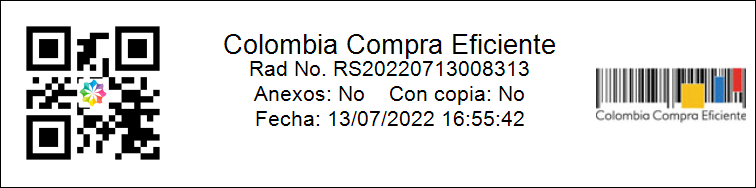 Colombia Compra Eficiente
Rad No. RS20220713008313
Anexos: No Con copia: No
Fecha: 13/07/2022 16:55:42
Colombia Compra Eficiente